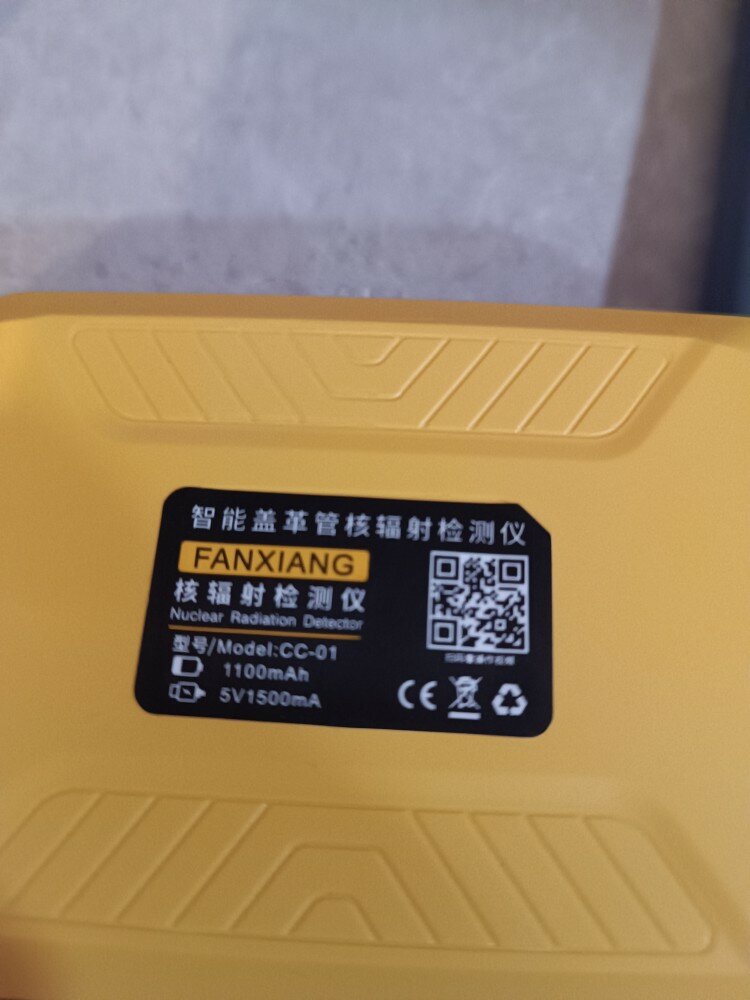 智能盖革管核辐射检测仪
FANXIANG
核辐射检测仪
Nuclear Radiation Detector
型号/Model:CC-01
1100mAh
5V1500mA
CE